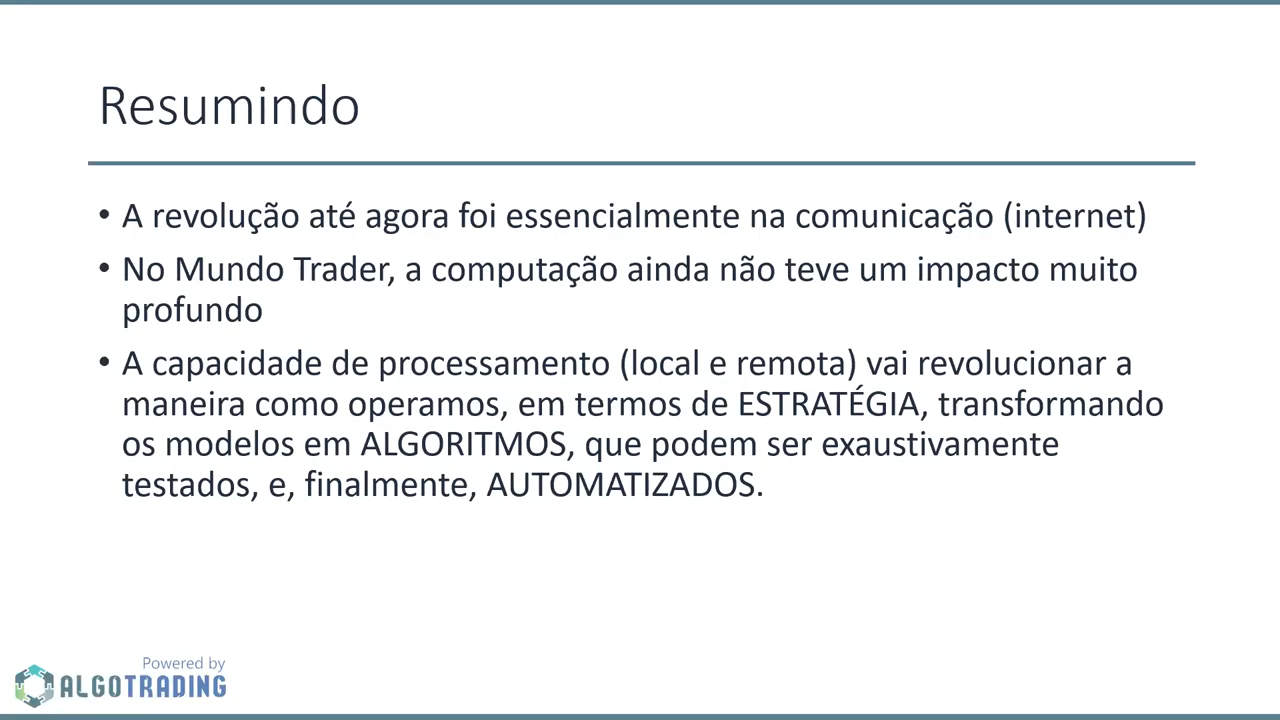 Resumindo
• A revolução até agora foi essencialmente na comunicação (internet)
• No Mundo Trader, a computação ainda não teve um impacto muito
profundo
• A capacidade de processamento (local e remota) vai revolucionar a
maneira como operamos, em termos de ESTRATÉGIA, transformando
os modelos em ALGORITMOS, que podem ser exaustivamente
testados, e, finalmente, AUTOMATIZADOS.
Powered by
ALGOTRADING